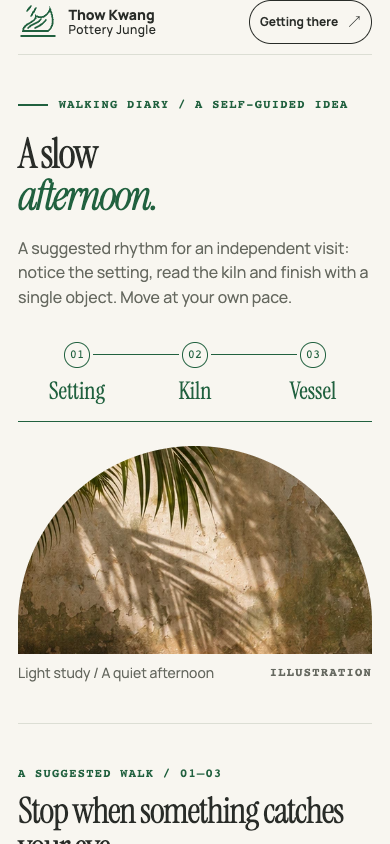 Thow Kwang
Pottery Jungle
Getting there ↗
WALKING DIARY / A SELF-GUIDED IDEA
A slow
afternoon.
A suggested rhythm for an independent visit:
notice the setting, read the kiln and finish with a
single object. Move at your own pace.
01 02 03
Setting Kiln Vessel
Light study / A quiet afternoon ILLUSTRATION
A SUGGESTED WALK / 01—03
Stop when something catches
your eye